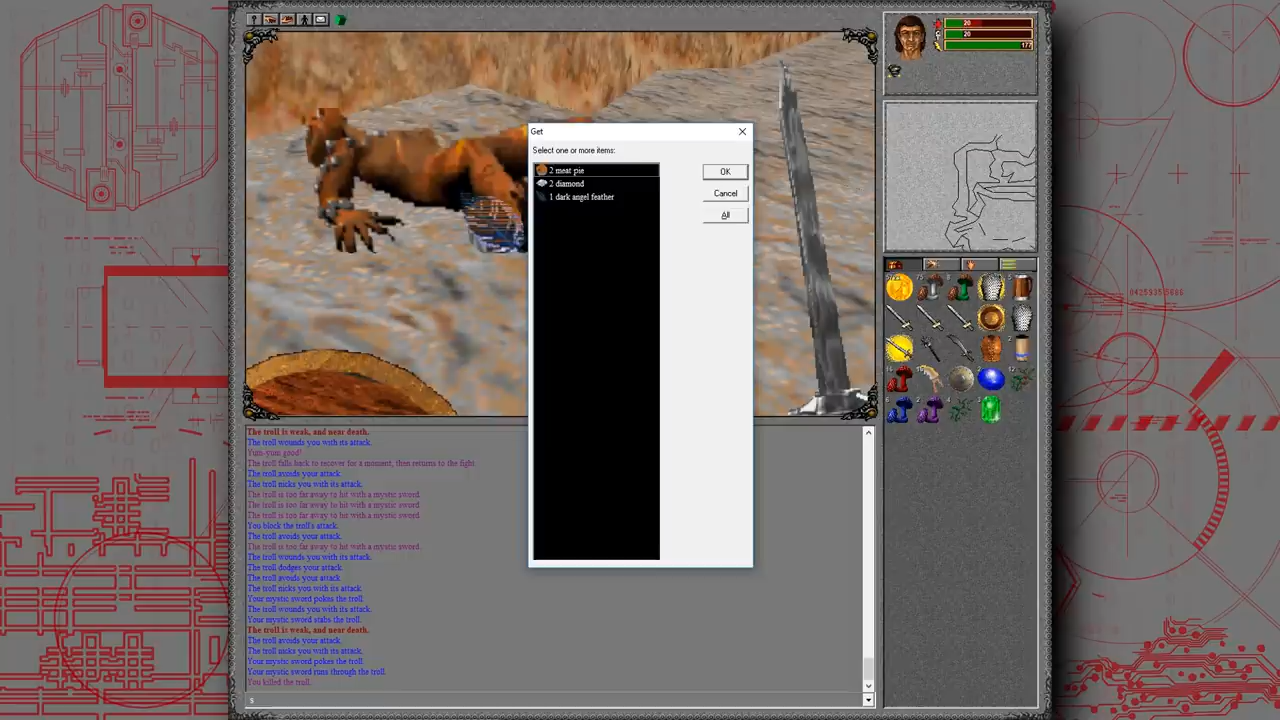 ?
20
20
177
Get
Select one or more items:
2 meat pie
2 diamond
1 dark angel feather
OK
Cancel
All
The troll is weak, and near death.
The troll wounds you with its attack.
Yum-yum good!
The troll falls back to recover for a moment, then returns to the fight.
The troll avoids your attack.
The troll nicks you with its attack.
The troll is too far away to hit with a mystic sword.
The troll is too far away to hit with a mystic sword.
The troll is too far away to hit with a mystic sword.
You block the troll's attack.
The troll avoids your attack.
The troll is too far away to hit with a mystic sword.
The troll wounds you with its attack.
The troll dodges your attack.
The troll avoids your attack.
The troll nicks you with its attack.
Your mystic sword pokes the troll.
The troll wounds you with its attack.
Your mystic sword stabs the troll.
The troll is weak, and near death.
The troll avoids your attack.
The troll nicks you with its attack.
Your mystic sword pokes the troll.
Your mystic sword runs through the troll.
You killed the troll.
s